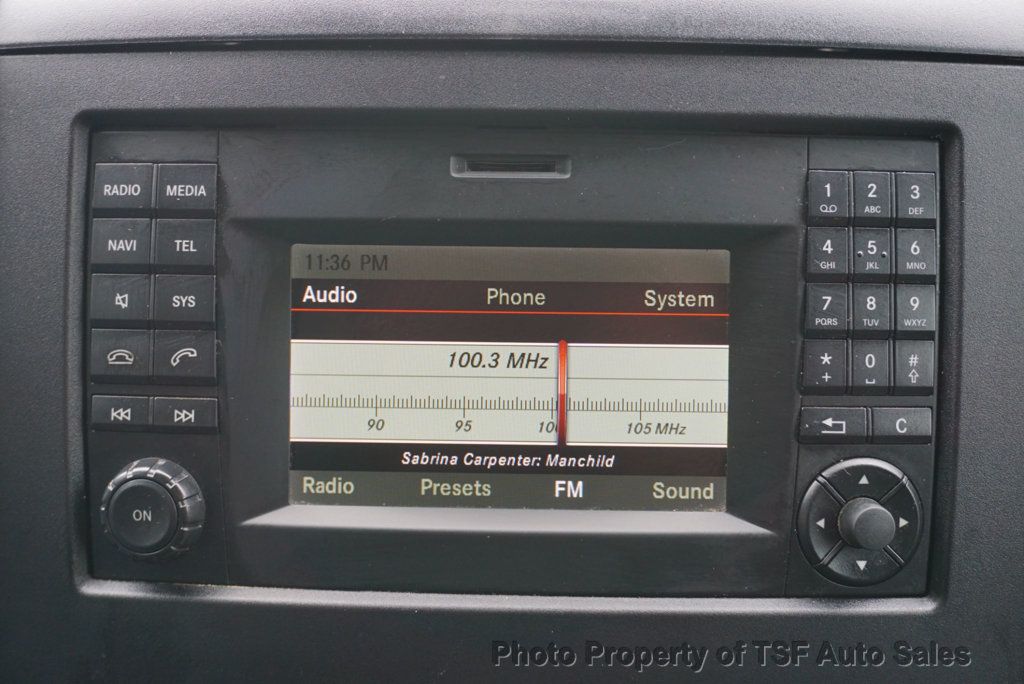 RADIO MEDIA
NAVI TEL
SYS
ON
11:36 PM
Audio Phone System
100.3 MHz
90 95 10 105 MHz
Sabrina Carpenter: Manchild
Radio Presets FM Sound
1 2 ABC 3 DEF
4 GHI 5 JKL 6 MNO
7 PQRS 8 TUV 9 WXYZ
* + 0 #
C
Photo Property of TSF Auto Sales